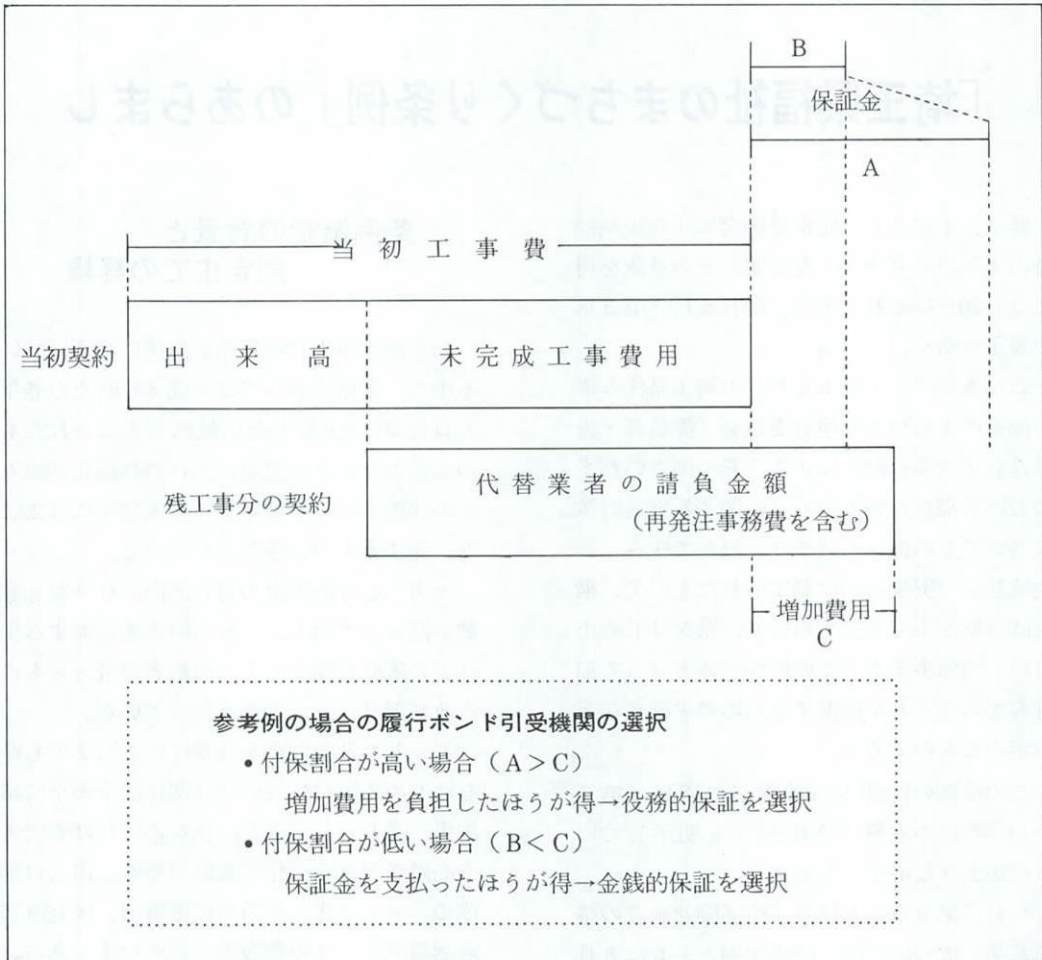 B
保証金
A
当初工事費
当初契約 出来高 未完成工事費用
残工事分の契約 代替業者の請負金額
(再発注事務費を含む)
増加費用
C
参考例の場合の履行ボンド引受機関の選択
•付保割合が高い場合(A>C)
増加費用を負担したほうが得→役務的保証を選択
•付保割合が低い場合(B<C)
保証金を支払ったほうが得→金銭的保証を選択